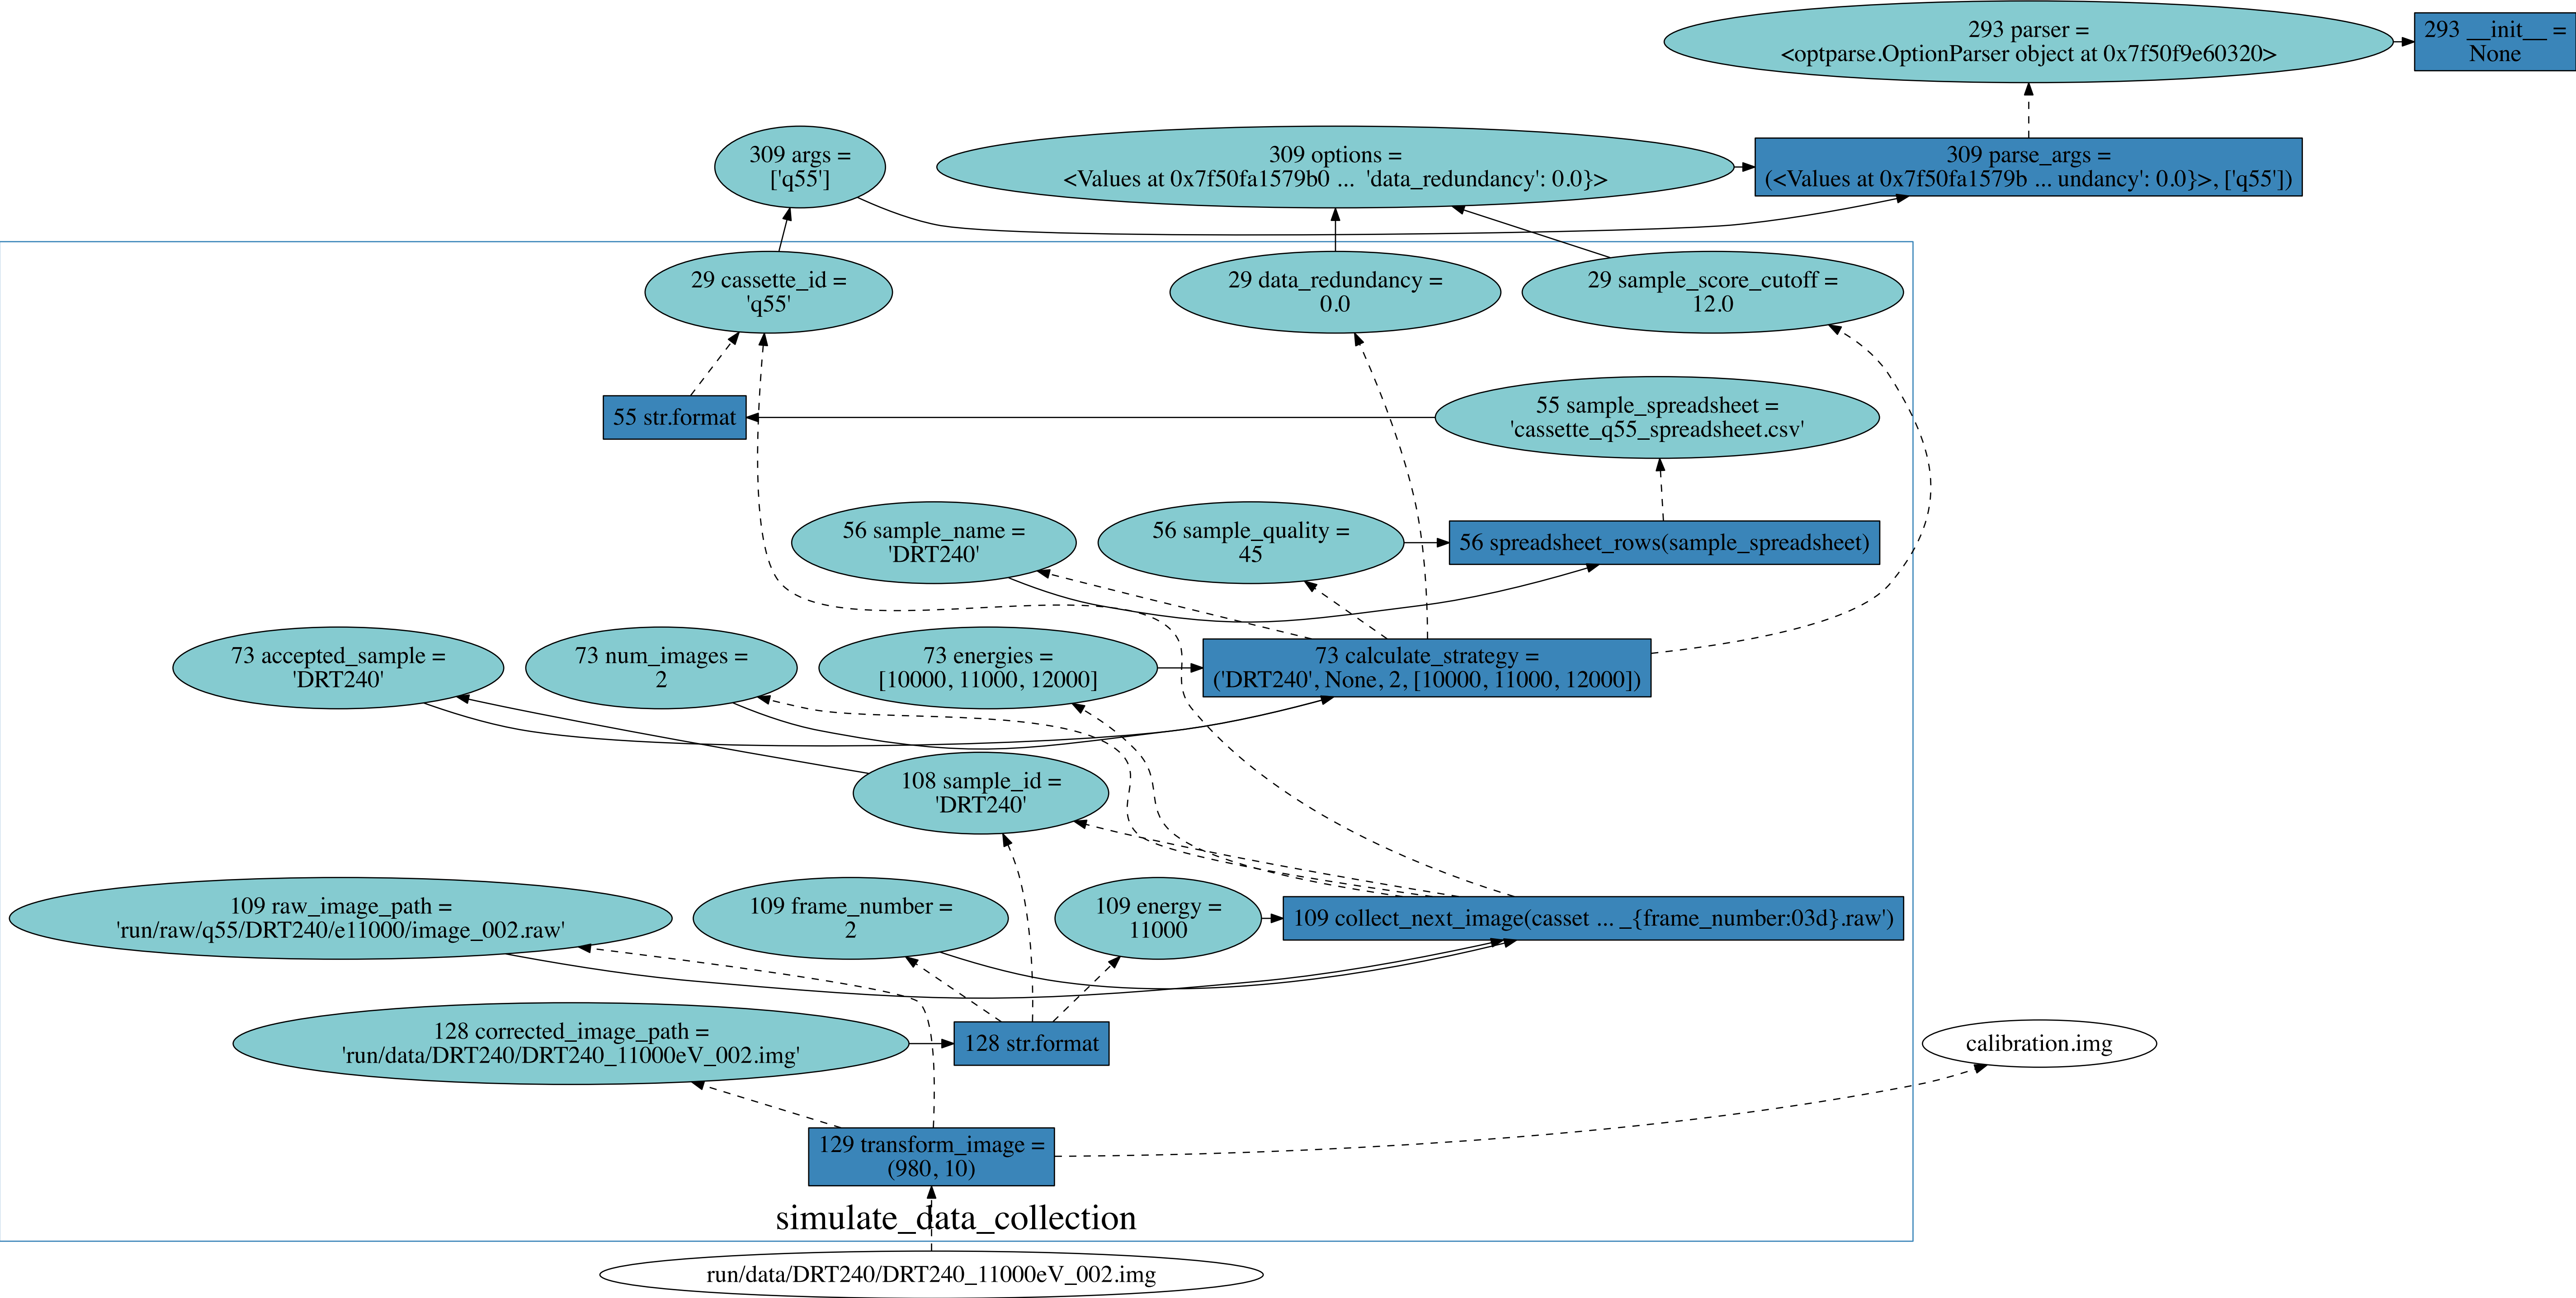 293 parser =
<optparse.OptionParser object at 0x7f50f9e60320>
293 __init__ =
None
309 args =
['q55']
309 options =
<Values at 0x7f50fa1579b0 ... 'data_redundancy': 0.0}>
309 parse_args =
(<Values at 0x7f50fa1579b ... undancy': 0.0}>, ['q55'])
29 cassette_id =
'q55'
29 data_redundancy =
0.0
29 sample_score_cutoff =
12.0
55 str.format
55 sample_spreadsheet =
'cassette_q55_spreadsheet.csv'
56 sample_name =
'DRT240'
56 sample_quality =
45
56 spreadsheet_rows(sample_spreadsheet)
73 accepted_sample =
'DRT240'
73 num_images =
2
73 energies =
[10000, 11000, 12000]
73 calculate_strategy =
('DRT240', None, 2, [10000, 11000, 12000])
108 sample_id =
'DRT240'
109 raw_image_path =
'run/raw/q55/DRT240/e11000/image_002.raw'
109 frame_number =
2
109 energy =
11000
109 collect_next_image(casset ... _{frame_number:03d}.raw')
128 corrected_image_path =
'run/data/DRT240/DRT240_11000eV_002.img'
128 str.format
calibration.img
129 transform_image =
(980, 10)
simulate_data_collection
run/data/DRT240/DRT240_11000eV_002.img